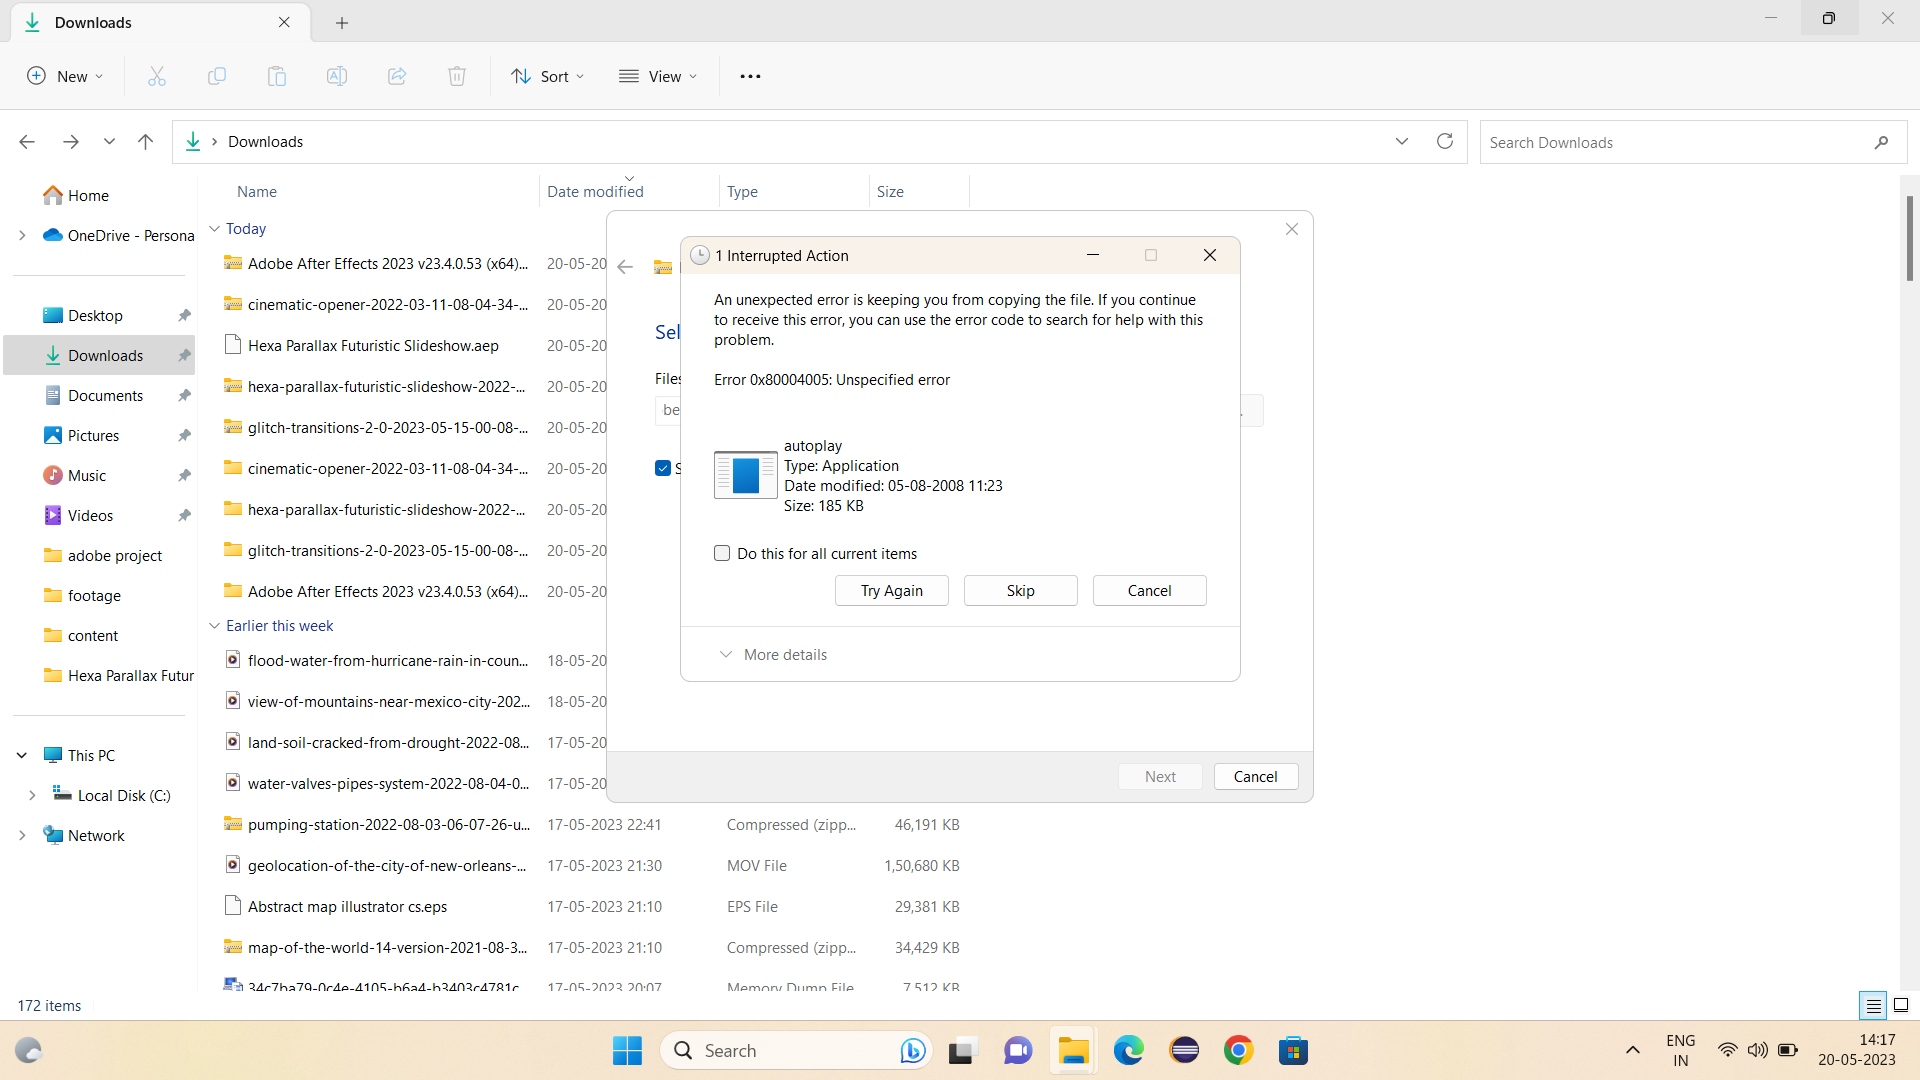 Downloads
New
Sort
View
Downloads
Search Downloads
Name
Date modified
Type
Size
Home
OneDrive - Persona
Desktop
Downloads
Documents
Pictures
Music
Videos
adobe project
footage
content
Hexa Parallax Futur
This PC
Local Disk (C:)
Network
Today
Adobe After Effects 2023 v23.4.0.53 (x64)... 20-05-20
cinematic-opener-2022-03-11-08-04-34-... 20-05-20
Hexa Parallax Futuristic Slideshow.aep 20-05-20
hexa-parallax-futuristic-slideshow-2022-... 20-05-20
glitch-transitions-2-0-2023-05-15-00-08-... 20-05-20
cinematic-opener-2022-03-11-08-04-34-... 20-05-20
hexa-parallax-futuristic-slideshow-2022-... 20-05-20
glitch-transitions-2-0-2023-05-15-00-08-... 20-05-20
Adobe After Effects 2023 v23.4.0.53 (x64)... 20-05-20
Earlier this week
flood-water-from-hurricane-rain-in-coun... 18-05-20
view-of-mountains-near-mexico-city-202... 18-05-20
land-soil-cracked-from-drought-2022-08... 17-05-20
water-valves-pipes-system-2022-08-04-0... 17-05-20
pumping-station-2022-08-03-06-07-26-u... 17-05-2023 22:41 Compressed (zipp... 46,191 KB
geolocation-of-the-city-of-new-orleans-... 17-05-2023 21:30 MOV File 1,50,680 KB
Abstract map illustrator cs.eps 17-05-2023 21:10 EPS File 29,381 KB
map-of-the-world-14-version-2021-08-3... 17-05-2023 21:10 Compressed (zipp... 34,429 KB
34c7ba79-0c4e-4105-b6a4-b3403c4781c 17-05-2023 20:07 Memory Dump File 7,512 KB
Sel
Files
be
S
1 Interrupted Action
An unexpected error is keeping you from copying the file. If you continue
to receive this error, you can use the error code to search for help with this
problem.
Error 0x80004005: Unspecified error
autoplay
Type: Application
Date modified: 05-08-2008 11:23
Size: 185 KB
Do this for all current items
Try Again
Skip
Cancel
More details
Next
Cancel
172 items
Search
ENG
IN
14:17
20-05-2023